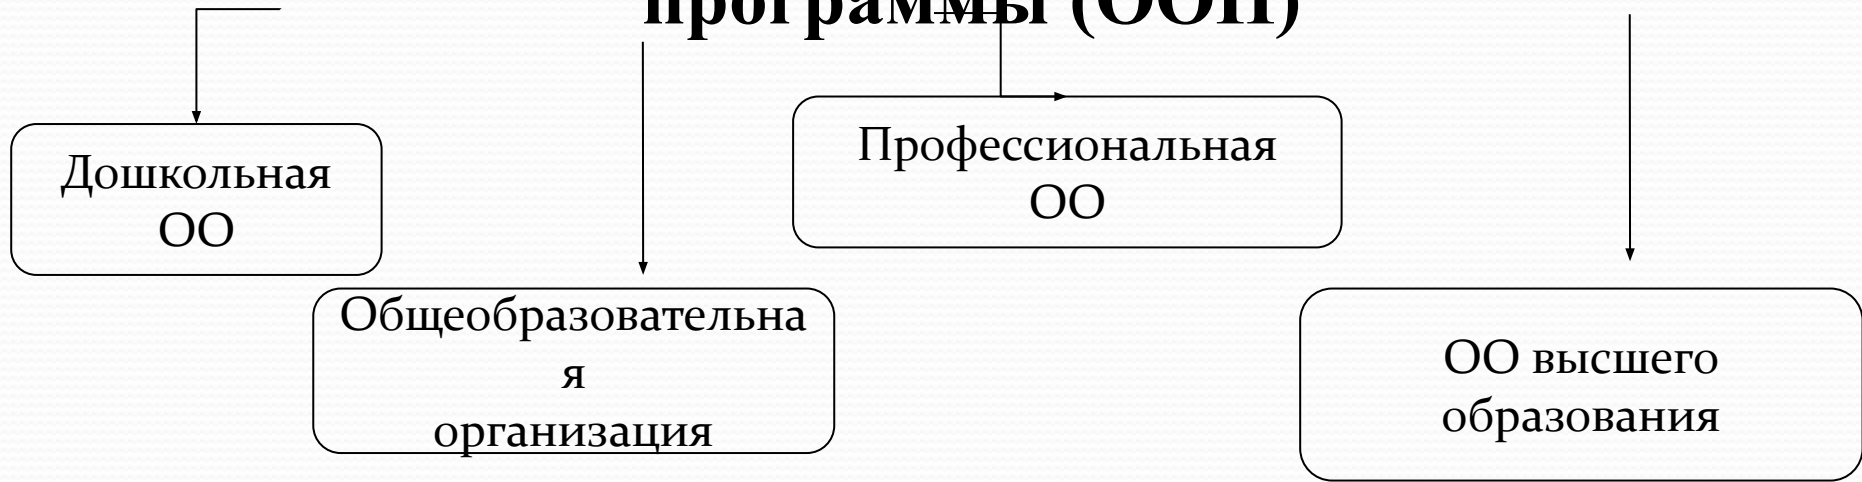 программы (ООП)
Дошкольная
ОО
Профессиональная
ОО
Общеобразовательна
я
организация
ОО высшего
образования